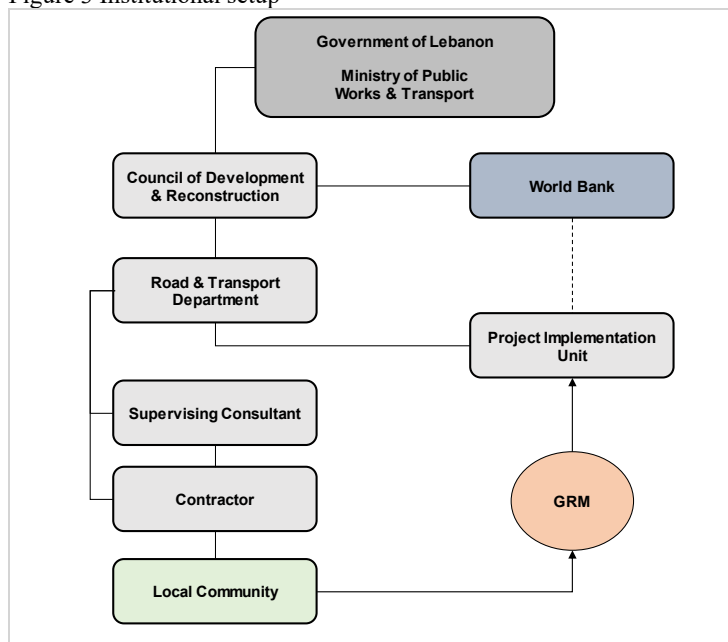 Figure 3 Institutional setup
Government of Lebanon
Ministry of Public
Works & Transport
Council of Development
& Reconstruction
World Bank
Road & Transport
Department
Project Implementation
Unit
Supervising Consultant
Contractor
GRM
Local Community